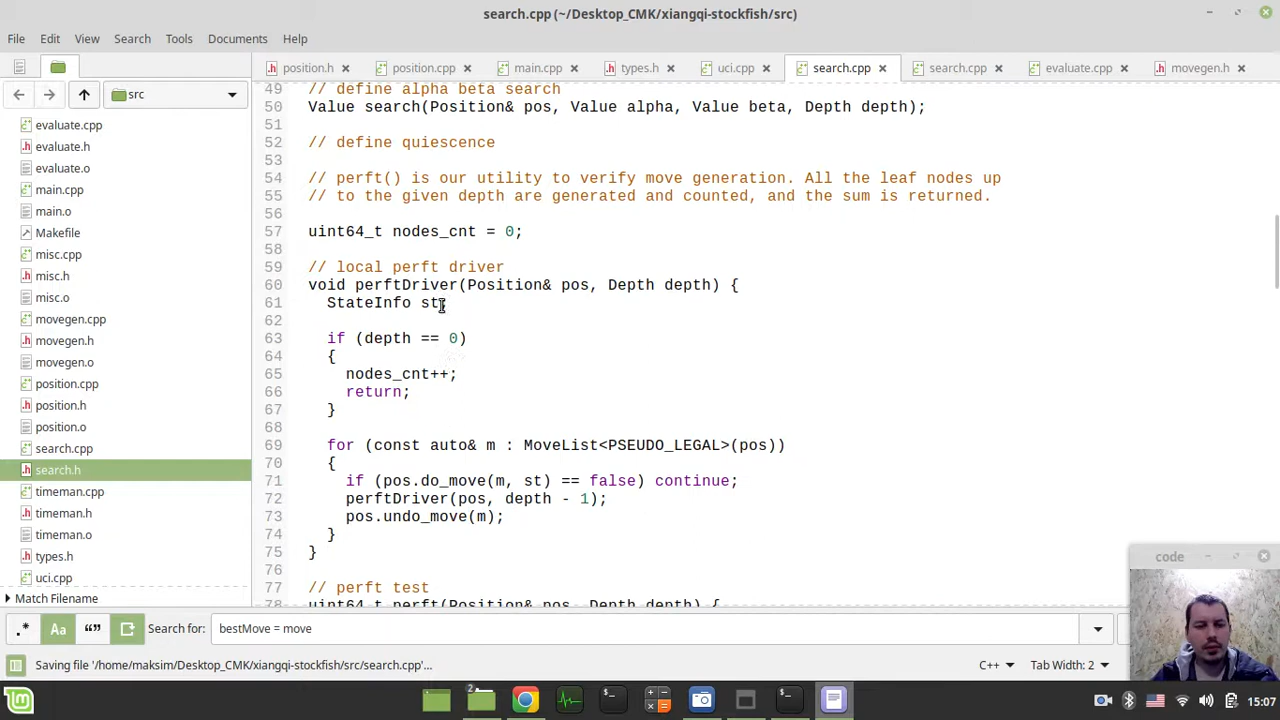 search.cpp (~/Desktop_CMK/xiangqi-stockfish/src)
File Edit View Search Tools Documents Help
position.h position.cpp main.cpp types.h uci.cpp search.cpp search.cpp evaluate.cpp movegen.h
src
evaluate.cpp
evaluate.h
evaluate.o
main.cpp
main.o
Makefile
misc.cpp
misc.h
misc.o
movegen.cpp
movegen.h
movegen.o
position.cpp
position.h
position.o
search.cpp
search.h
timeman.cpp
timeman.h
timeman.o
types.h
uci.cpp
Match Filename
49 // define alpha beta search
50 Value search(Position& pos, Value alpha, Value beta, Depth depth);
51
52 // define quiescence
53
54 // perft() is our utility to verify move generation. All the leaf nodes up
55 // to the given depth are generated and counted, and the sum is returned.
56
57 uint64_t nodes_cnt = 0;
58
59 // local perft driver
60 void perftDriver(Position& pos, Depth depth) {
61 StateInfo st;
62
63 if (depth == 0)
64 {
65 nodes_cnt++;
66 return;
67 }
68
69 for (const auto& m : MoveList<PSEUDO_LEGAL>(pos))
70 {
71 if (pos.do_move(m, st) == false) continue;
72 perftDriver(pos, depth - 1);
73 pos.undo_move(m);
74 }
75 }
76
77 // perft test
78 uint64_t perft(Position& pos, Depth depth) {
code
.* Aa Search for: bestMove = move
Saving file '/home/maksim/Desktop_CMK/xiangqi-stockfish/src/search.cpp'... C++ Tab Width: 2
2
15:07